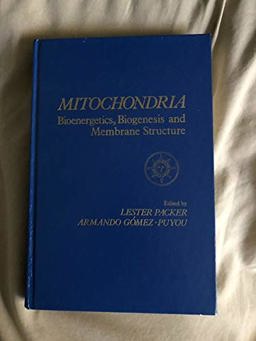 MITOCHONDRIA
Bioenergetics, Biogenesis and
Membrane Structure
Edited by
LESTER PACKER
ARMANDO GÓMEZ-PUYOU